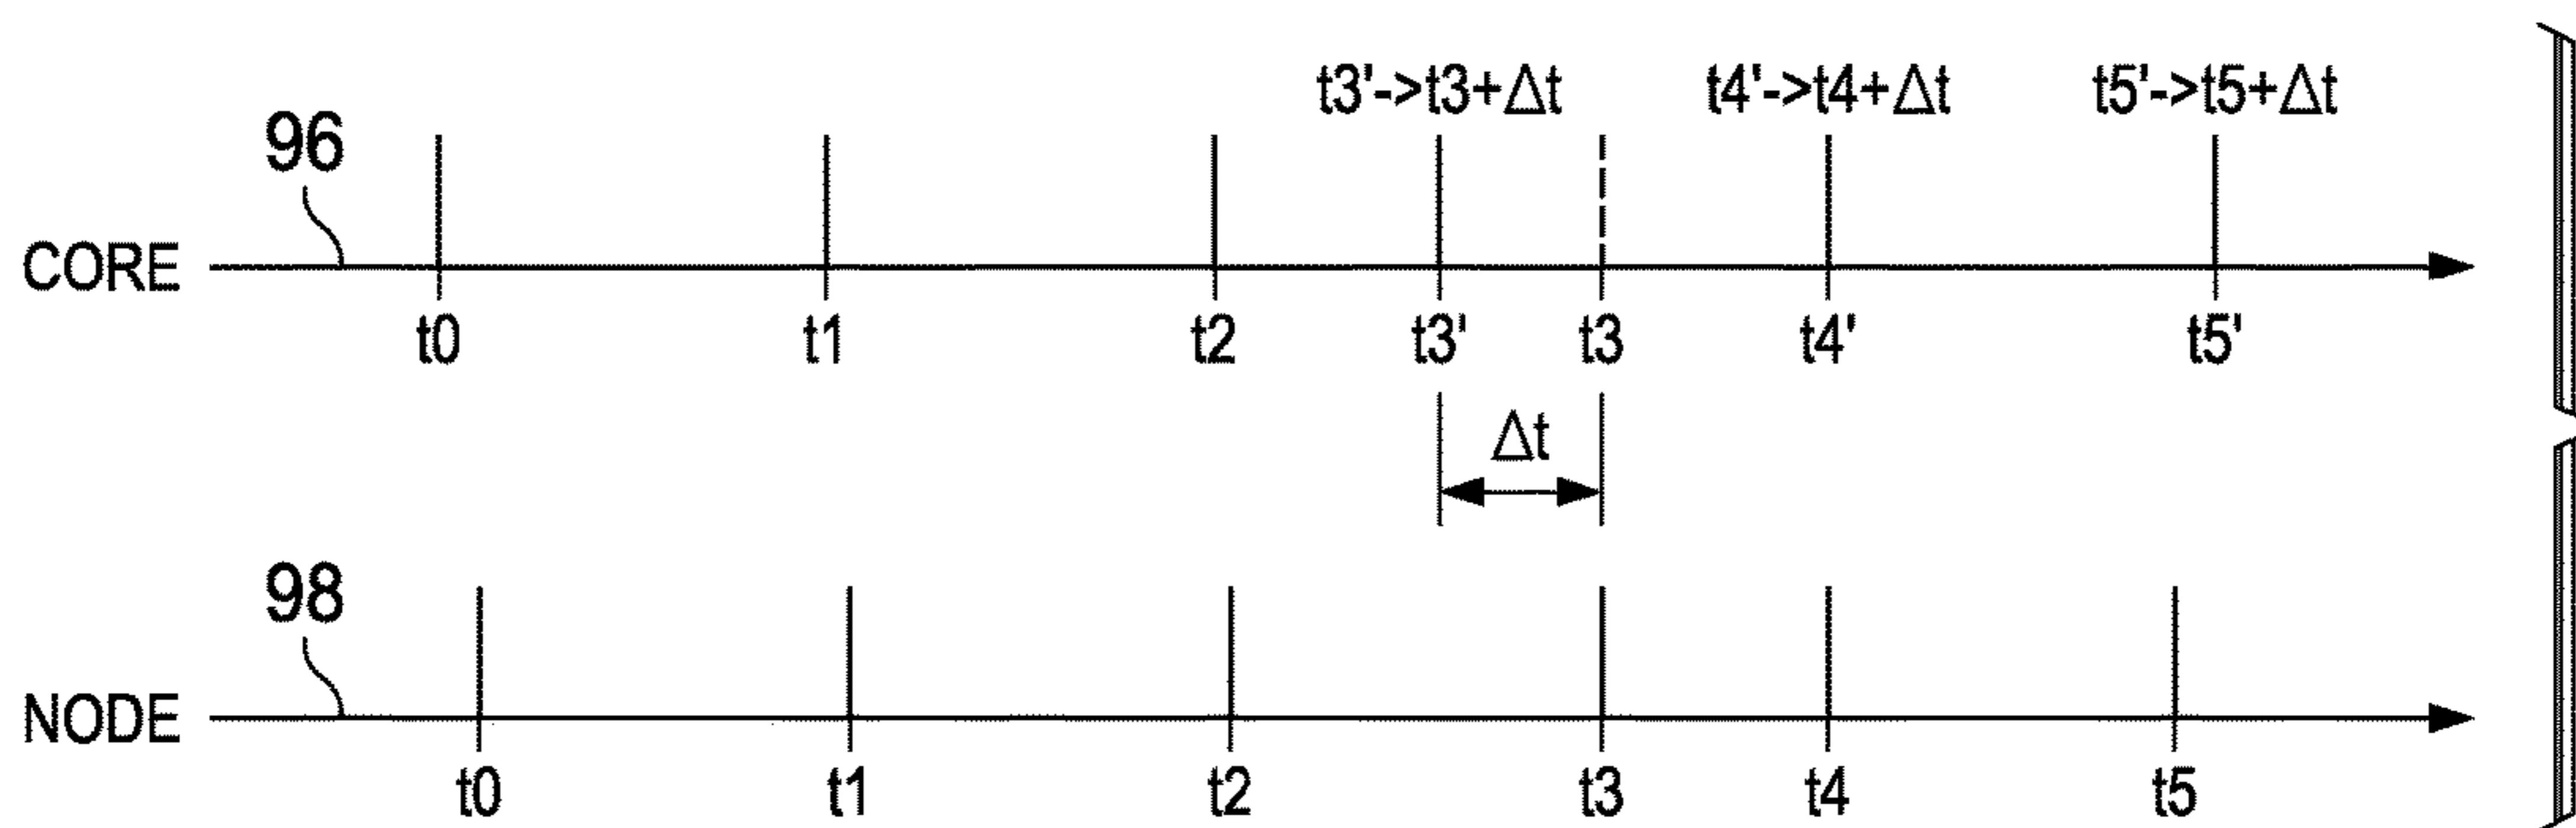 t3'->t3+Δt t4'->t4+Δt t5'->t5+Δt
96
CORE
t0 t1 t2 t3' t3 t4' t5'
Δt
98
NODE
t0 t1 t2 t3 t4 t5